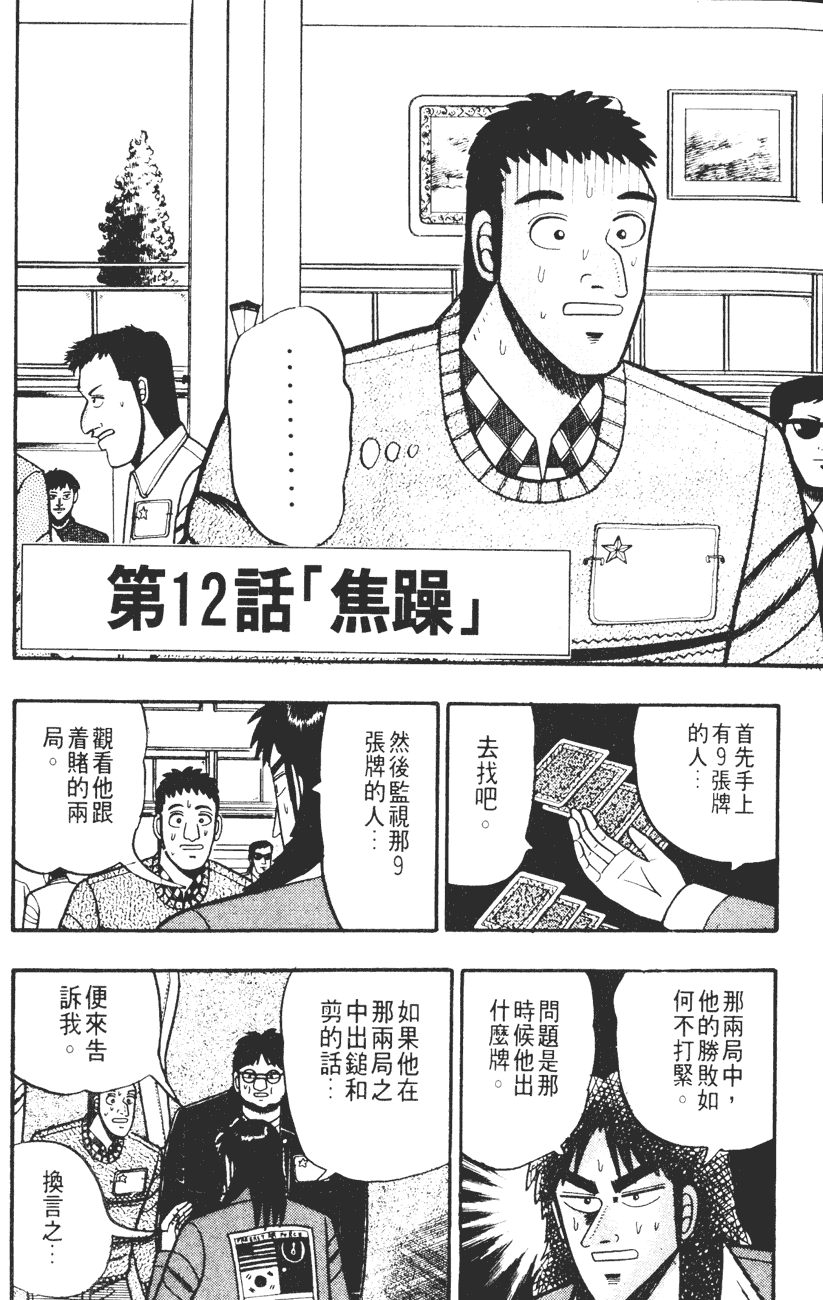 ………
第12話「焦躁」
首先手上
有9張牌
的人…
去找吧。
然後監視那9
張牌的人…
觀看他跟
着賭的兩
局。
那兩局中，
他的勝敗如
何不打緊。
問題是那
時候他出
什麼牌。
如果他在
那兩局之
中出鎚和
剪的話…
便來告
訴我。
換言之…